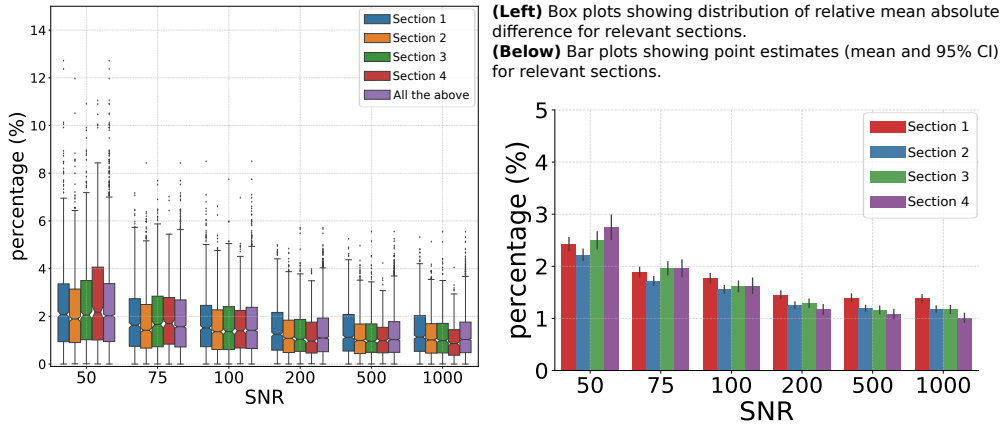 (Left) Box plots showing distribution of relative mean absolute
difference for relevant sections.
(Below) Bar plots showing point estimates (mean and 95% CI)
for relevant sections.
14
12
10
8
6
4
2
0
percentage (%)
Section 1
Section 2
Section 3
Section 4
All the above
50 75 100 200 500 1000
SNR
5
4
3
2
1
0
percentage (%)
Section 1
Section 2
Section 3
Section 4
50 75 100 200 500 1000
SNR